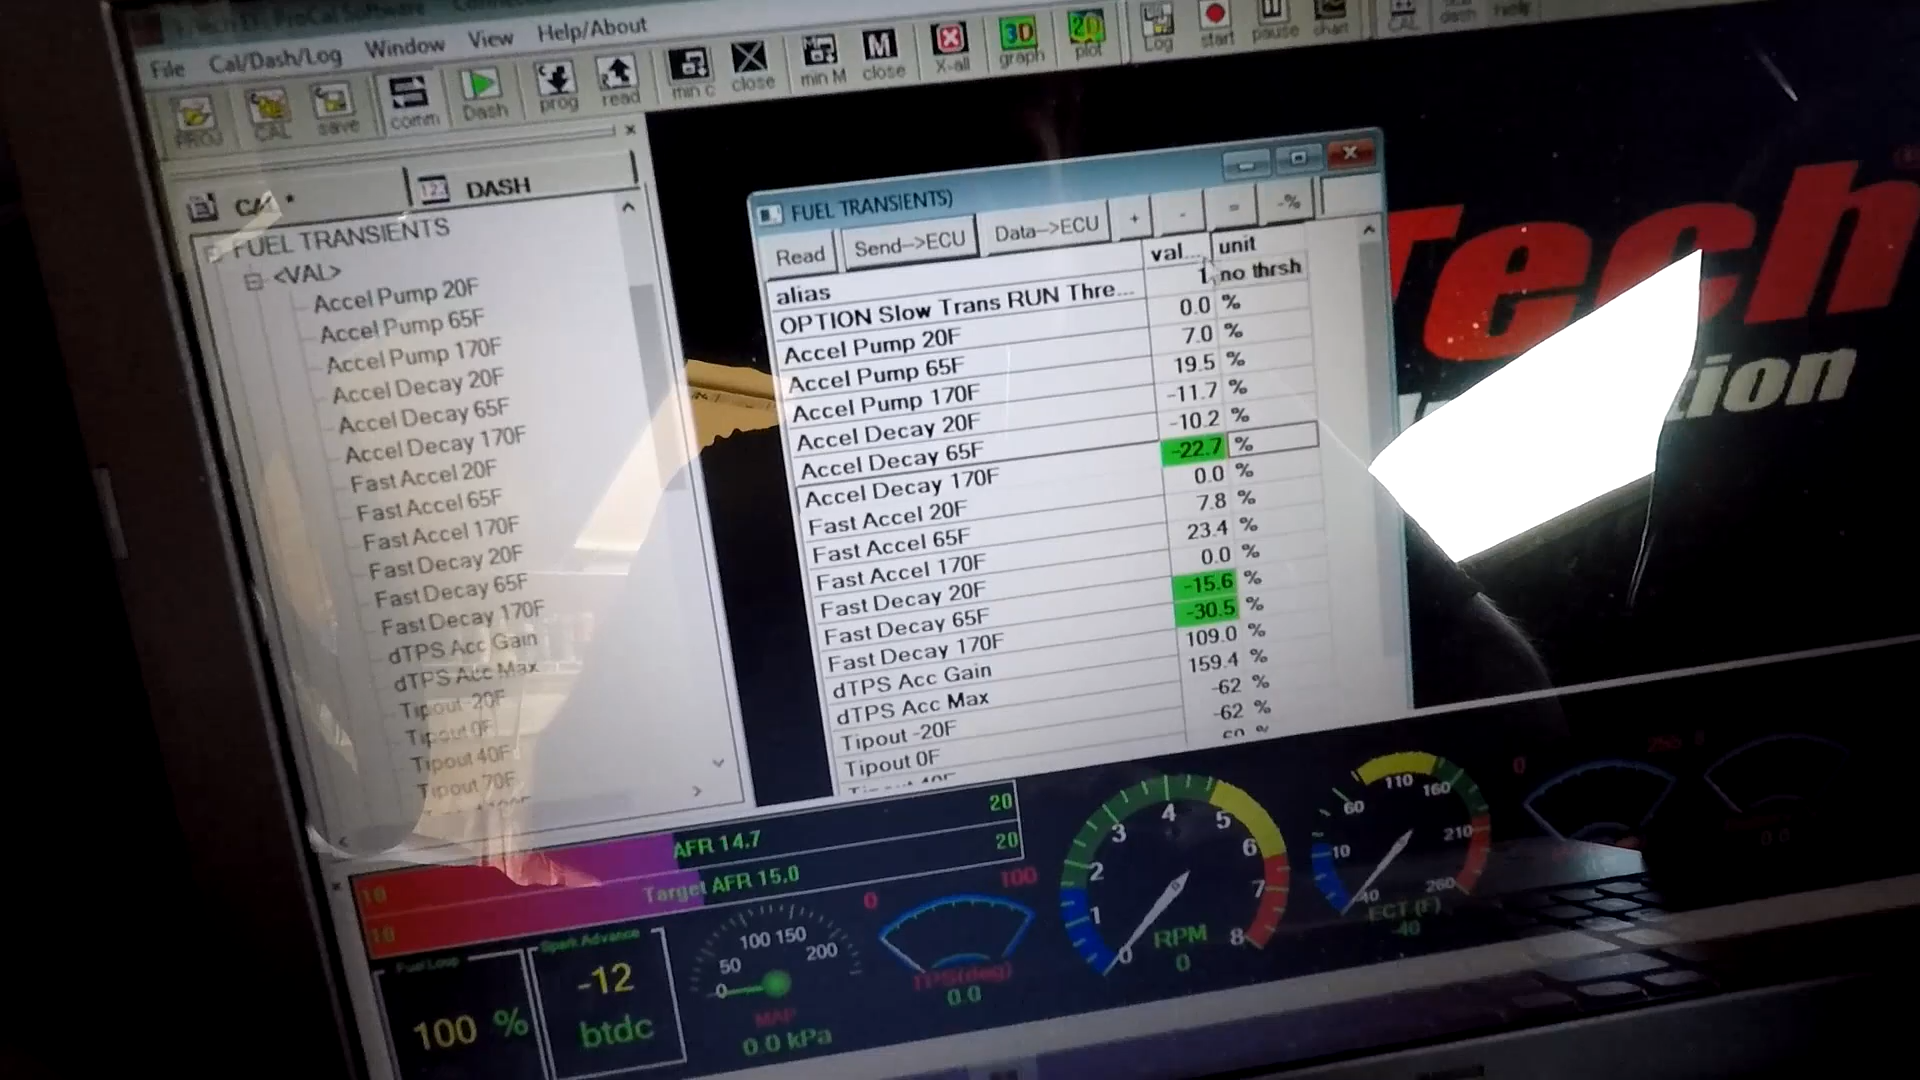 File Cal/Dash/Log Window View Help/About
PROJ CAL save comm Dash prog read min c close min M close X-all 3D graph 2D plot Log start pause chart CAL dash help
CAL * 123 DASH
FUEL TRANSIENTS
<VAL>
Accel Pump 20F
Accel Pump 65F
Accel Pump 170F
Accel Decay 20F
Accel Decay 65F
Accel Decay 170F
Fast Accel 20F
Fast Accel 65F
Fast Accel 170F
Fast Decay 20F
Fast Decay 65F
Fast Decay 170F
dTPS Acc Gain
dTPS Acc Max
Tipout -20F
Tipout 0F
Tipout 40F
Tipout 70F
FUEL TRANSIENTS)
Read Send-->ECU Data-->ECU + - = -%
alias val... unit
OPTION Slow Trans RUN Thre... 1 no thrsh
Accel Pump 20F 0.0 %
Accel Pump 65F 7.0 %
Accel Pump 170F 19.5 %
Accel Decay 20F -11.7 %
Accel Decay 65F -10.2 %
Accel Decay 170F -22.7 %
Fast Accel 20F 0.0 %
Fast Accel 65F 7.8 %
Fast Accel 170F 23.4 %
Fast Decay 20F 0.0 %
Fast Decay 65F -15.6 %
Fast Decay 170F -30.5 %
dTPS Acc Gain 109.0 %
dTPS Acc Max 159.4 %
Tipout -20F -62 %
Tipout 0F -62 %
Tech
tion
10 AFR 14.7 20
10 Target AFR 15.0 20
Fuel Loop
100 %
Spark Advance
-12
btdc
0 50 100 150 200
MAP
0.0 kPa
0 100
TPS(deg)
0.0
0 1 2 3 4 5 6 7 8
RPM
0
-40 10 60 110 160 210 260
ECT (F)
-40
0
0.0